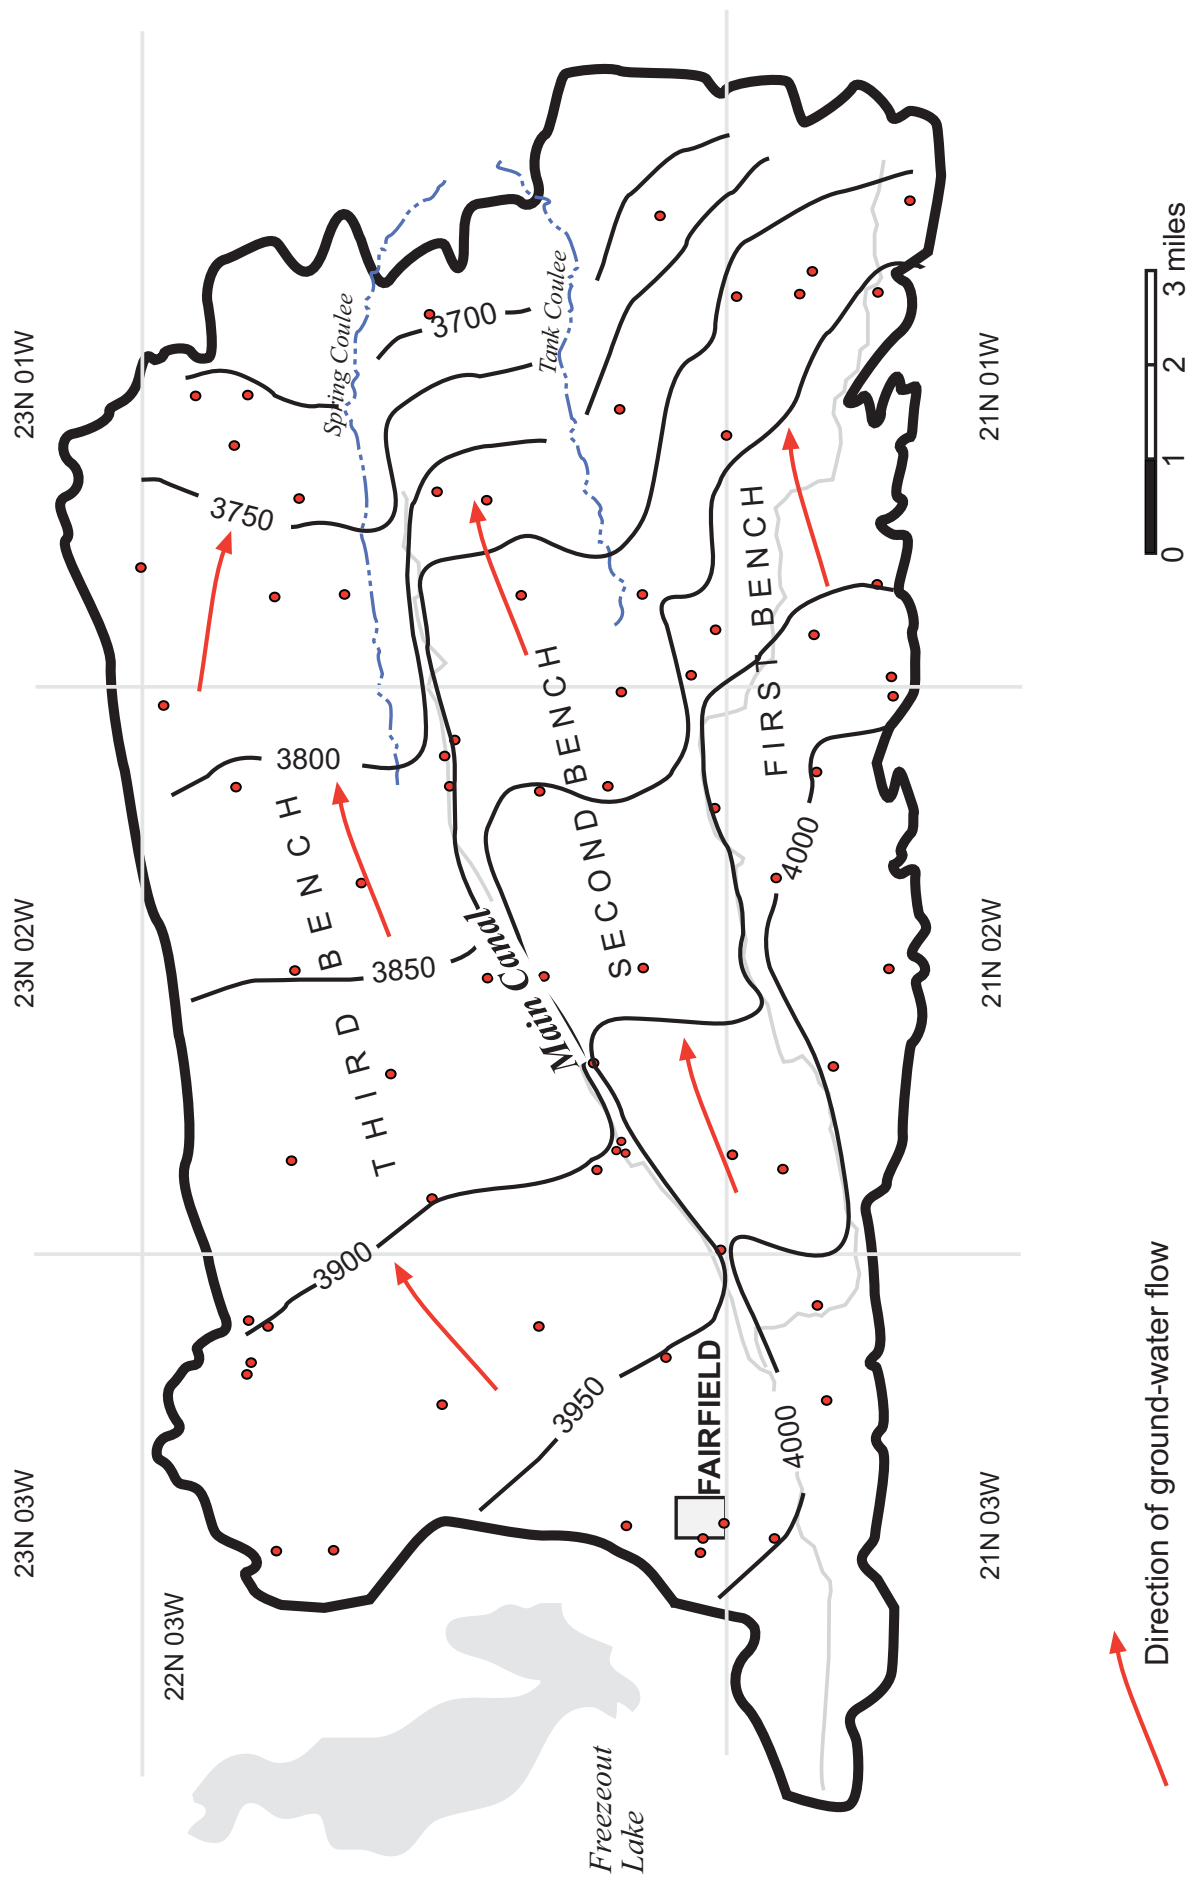 23N 03W
23N 02W
23N 01W
22N 03W
Spring Coulee
Tank Coulee
3750
3700
3800
3850
3900
3950
4000
4000
THIRD BENCH
SECOND BENCH
FIRST BENCH
Main Canal
FAIRFIELD
Freezeout
Lake
21N 03W
21N 02W
21N 01W
Direction of ground-water flow
0 1 2 3 miles